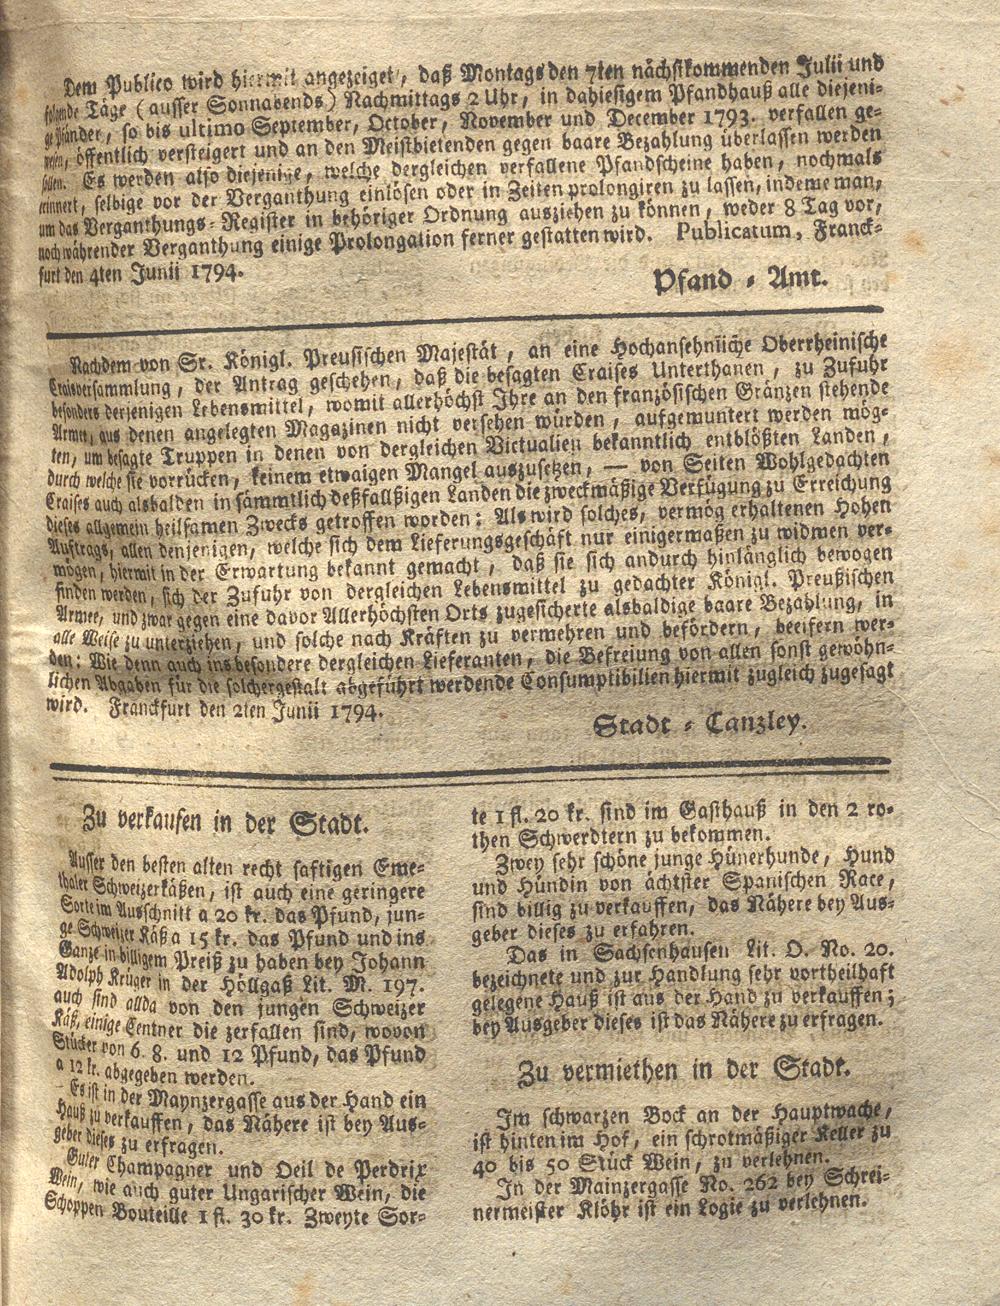 Dem Publico wird hiermit angezeiget, daß Montags den 7ten nächstkommenden Julii und
folgende Täge (ausser Sonnabends) Nachmittags 2 Uhr, in dahiesigem Pfandhauß alle diejeni-
ge Pfänder, so bis ultimo September, October, November und December 1793. verfallen ge-
wesen, öffentlich versteigert und an den Meistbietenden gegen baare Bezahlung überlassen werden
sollen. Es werden also diejenige, welche dergleichen verfallene Pfandscheine haben, nochmals
erinnert, selbige vor der Verganthung einlösen oder in Zeiten prolongiren zu lassen, indeme man,
um das Verganthungs-Register in behöriger Ordnung ausziehen zu können, weder 8 Tag vor,
noch währender Verganthung einige Prolongation ferner gestatten wird. Publicatum, Franck-
furt den 4ten Junii 1794.
Pfand-Amt.
Nachdem von Sr. Königl. Preusischen Majestät, an eine Hochansehnliche Oberrheinische
Craisversammlung, der Antrag geschehen, daß die besagten Craises Unterthanen, zu Zufuhr
besonders derjenigen Lebensmittel, womit allerhöchst Ihre an den französischen Gränzen stehende
Armee, aus denen angelegten Magazinen nicht versehen würden, aufgemuntert werden mög-
ten, um besagte Truppen in denen von dergleichen Victualien bekanntlich entblößten Landen,
durch welche sie vorrücken, keinem etwaigen Mangel auszusetzen, — von Seiten Wohlgedachten
Craises auch alsbalden in sämmtlich deßfallßigen Landen die zweckmäßige Verfügung zu Erreichung
dieses allgemein heilsamen Zwecks getroffen worden: Als wird solches, vermög erhaltenen Hohen
Auftrags, allen denjenigen, welche sich dem Lieferungsgeschäft nur einigermaßen zu widmen ver-
mögen, hiermit in der Erwartung bekannt gemacht, daß sie sich andurch hinlänglich bewogen
finden werden, sich der Zufuhr von dergleichen Lebensmittel zu gedachter Königl. Preußischen
Armee, und zwar gegen eine davor Allerhöchsten Orts zugesicherte alsbaldige baare Bezahlung, in
alle Weise zu unterziehen, und solche nach Kräften zu vermehren und befördern, beeifern wer-
den: Wie denn auch insbesondere dergleichen Lieferanten, die Befreiung von allen sonst gewöhn-
lichen Abgaben für die solchergestalt abgeführt werdende Consumptibilien hiermit zugleich zugesagt
wird. Franckfurt den 2ten Junii 1794.
Stadt-Canzley.
Zu verkaufen in der Stadt.
Ausser den besten alten recht saftigen Eme-
thaler Schweizerkäßen, ist auch eine geringere
Sorte im Ausschnitt a 20 kr. das Pfund, jun-
ge Schweizer Käß a 15 kr. das Pfund und ins
Ganze in billigem Preiß zu haben bey Johann
Adolph Krüger in der Höllgaß Lit. M. 197.
auch sind allda von den jungen Schweizer
Käß, einige Centner die zerfallen sind, wovon
Stücker von 6. 8. und 12 Pfund, das Pfund
a 12 kr. abgegeben werden.
Es ist in der Maynzergasse aus der Hand ein
Hauß zu verkauffen, das Nähere ist bey Aus-
geber dieses zu erfragen.
Guter Champagner und Oeil de Perdrix
Wein, wie auch guter Ungarischer Wein, die
Schoppen Bouteille 1 fl. 30 kr. Zweyte Sor-
te 1 fl. 20 kr. sind im Gasthauß in den 2 ro-
then Schwerdtern zu bekommen.
Zwey sehr schöne junge Hünerhunde, Hund
und Hündin von ächtster Spanischen Race,
sind billig zu verkauffen, das Nähere bey Aus-
geber dieses zu erfahren.
Das in Sachsenhausen Lit. O. No. 20.
bezeichnete und zur Handlung sehr vortheilhaft
gelegene Hauß ist aus der Hand zu verkauffen;
bey Ausgeber dieses ist das Nähere zu erfragen.
Zu vermiethen in der Stadt.
Im schwarzen Bock an der Hauptwache,
ist hinten im Hof, ein schrotmäßiger Keller zu
40 bis 50 Stück Wein, zu verlehnen.
In der Mainzergasse No. 262 bey Schrei-
nermeister Klöhr ist ein Logie zu verlehnen.